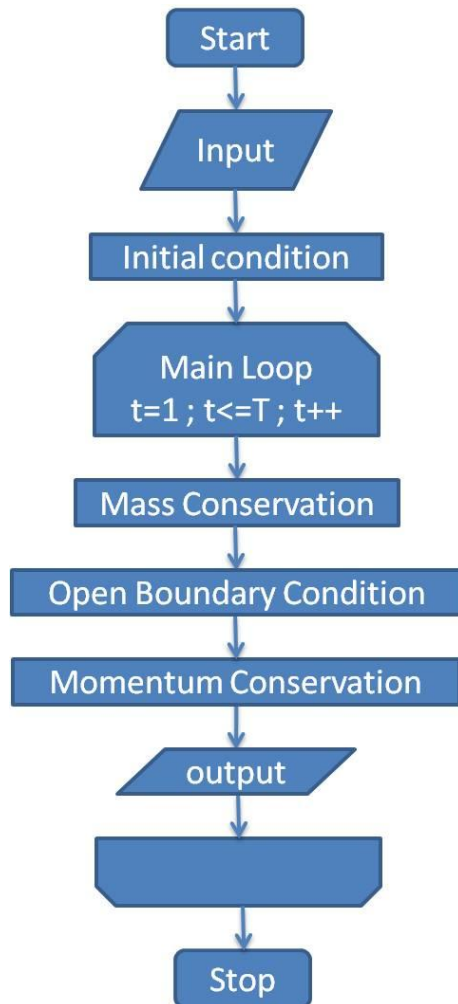 Start
Input
Initial condition
Main Loop
t=1 ; t<=T ; t++
Mass Conservation
Open Boundary Condition
Momentum Conservation
output
Stop